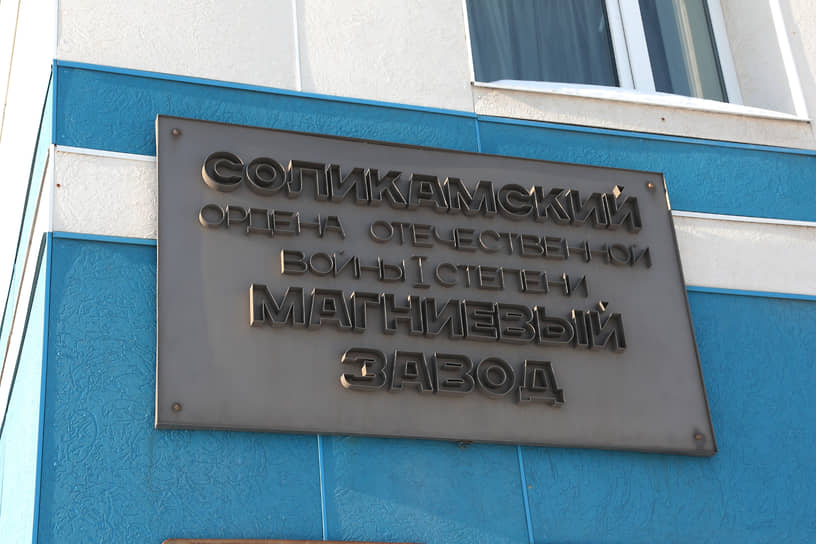 СОЛИКАМСКИЙ
ОРДЕНА ОТЕЧЕСТВЕННОЙ
ВОЙНЫ I СТЕПЕНИ
МАГНИЕВЫЙ
ЗАВОД